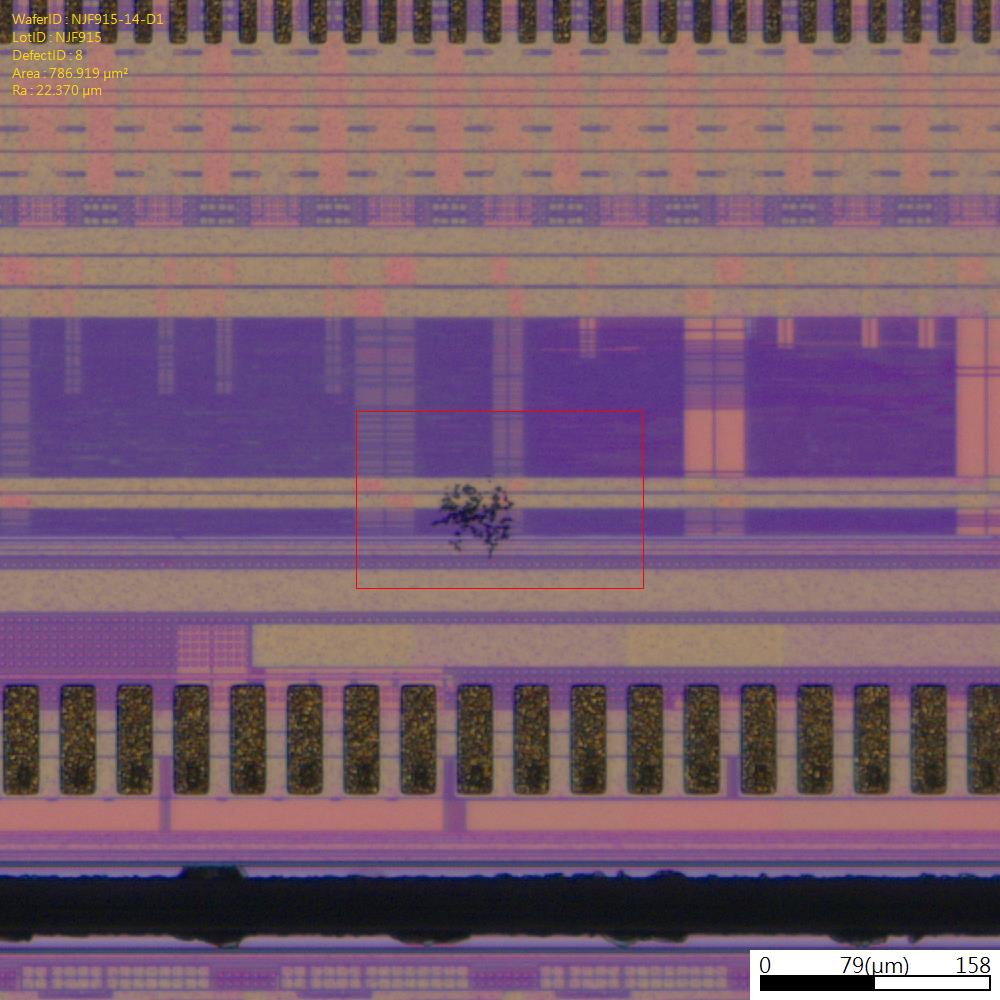 WaferID : NJF915-14-D1
LotID : NJF915
DefectID : 8
Area : 786.919 µm²
Ra : 22.370 µm
0 79(µm) 158